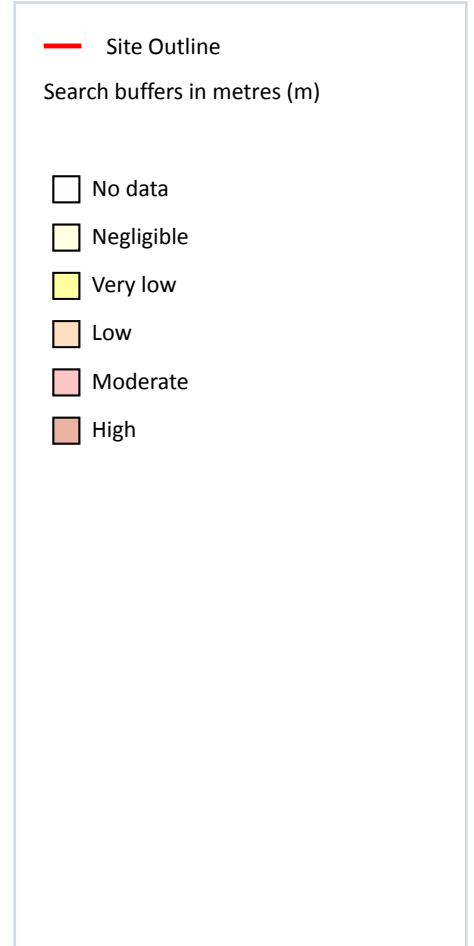 Site Outline
Search buffers in metres (m)
No data
Negligible
Very low
Low
Moderate
High